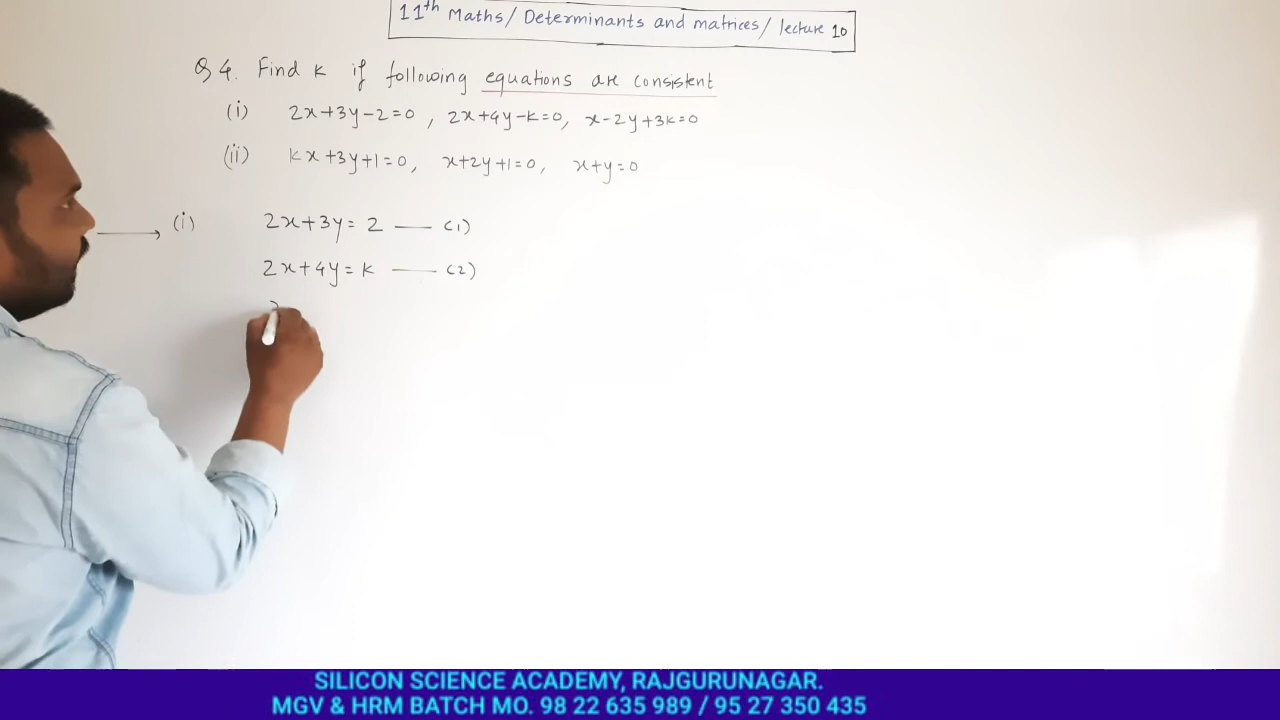 11th Maths/ Determinants and matrices/ lecture 10
Q 4. Find k if following equations are consistent
(i) 2x+3y-2=0, 2x+4y-k=0, x-2y+3k=0
(ii) kx+3y+1=0, x+2y+1=0, x+y=0
(i) 2x+3y=2 — (1)
2x+4y=k — (2)
SILICON SCIENCE ACADEMY, RAJGURUNAGAR.
MGV & HRM BATCH MO. 98 22 635 989 / 95 27 350 435